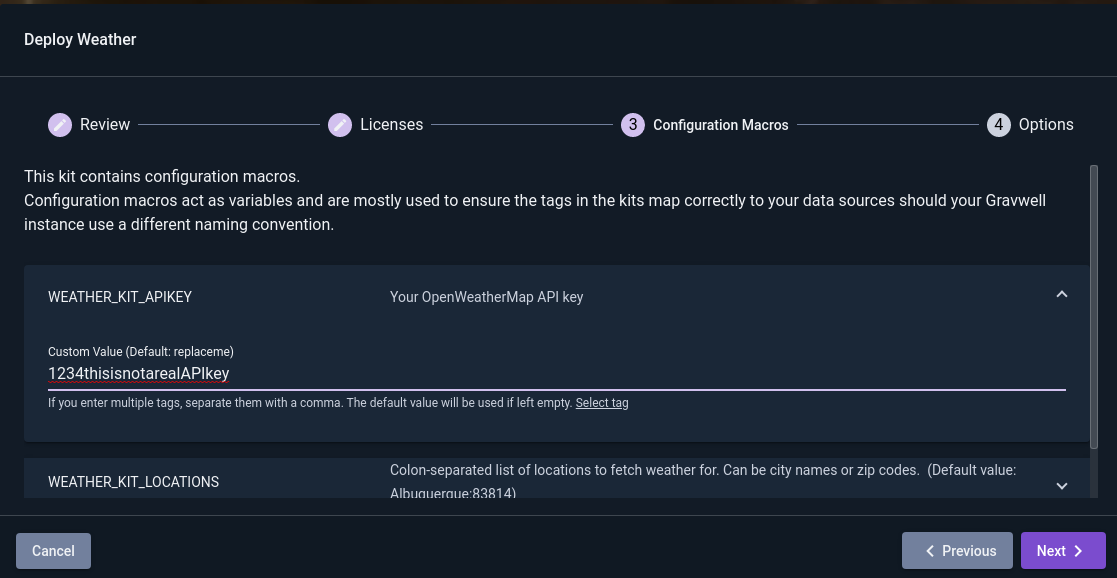 Deploy Weather
Review
Licenses
3 Configuration Macros
4 Options
This kit contains configuration macros.
Configuration macros act as variables and are mostly used to ensure the tags in the kits map correctly to your data sources should your Gravwell
instance use a different naming convention.
WEATHER_KIT_APIKEY
Your OpenWeatherMap API key
Custom Value (Default: replaceme)
1234thisisnotarealAPIkey
If you enter multiple tags, separate them with a comma. The default value will be used if left empty. Select tag
WEATHER_KIT_LOCATIONS
Colon-separated list of locations to fetch weather for. Can be city names or zip codes. (Default value:
Albuquerque:83814)
Cancel
Previous
Next